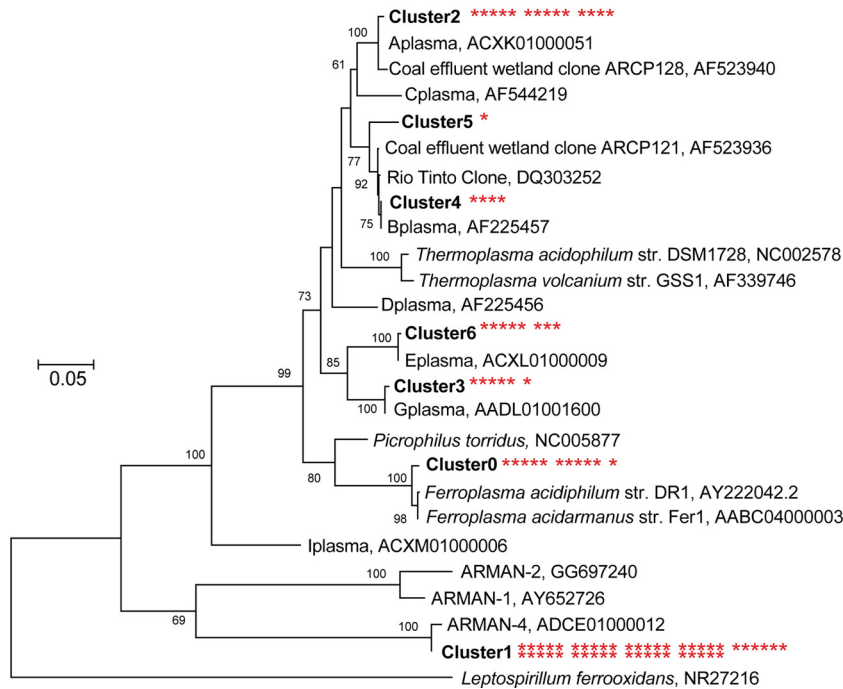 Cluster2 ***** ***** ****
100
Aplasma, ACXK01000051
61
Coal effluent wetland clone ARCP128, AF523940
Cplasma, AF544219
Cluster5 *
Coal effluent wetland clone ARCP121, AF523936
77
Rio Tinto Clone, DQ303252
92
Cluster4 ****
75
Bplasma, AF225457
100
Thermoplasma acidophilum str. DSM1728, NC002578
Thermoplasma volcanium str. GSS1, AF339746
73
Dplasma, AF225456
Cluster6 ***** ***
100
Eplasma, ACXL01000009
0.05
99
85
Cluster3 ***** *
100
Gplasma, AADL01001600
Picrophilus torridus, NC005877
100
Cluster0 ***** ***** *
80
100
Ferroplasma acidiphilum str. DR1, AY222042.2
98
Ferroplasma acidarmanus str. Fer1, AABC04000003
Iplasma, ACXM01000006
100
ARMAN-2, GG697240
ARMAN-1, AY652726
69
100
ARMAN-4, ADCE01000012
Cluster1 ***** ***** ***** ***** ******
***** ***** ***** *****
Leptospirillum ferrooxidans, NR27216